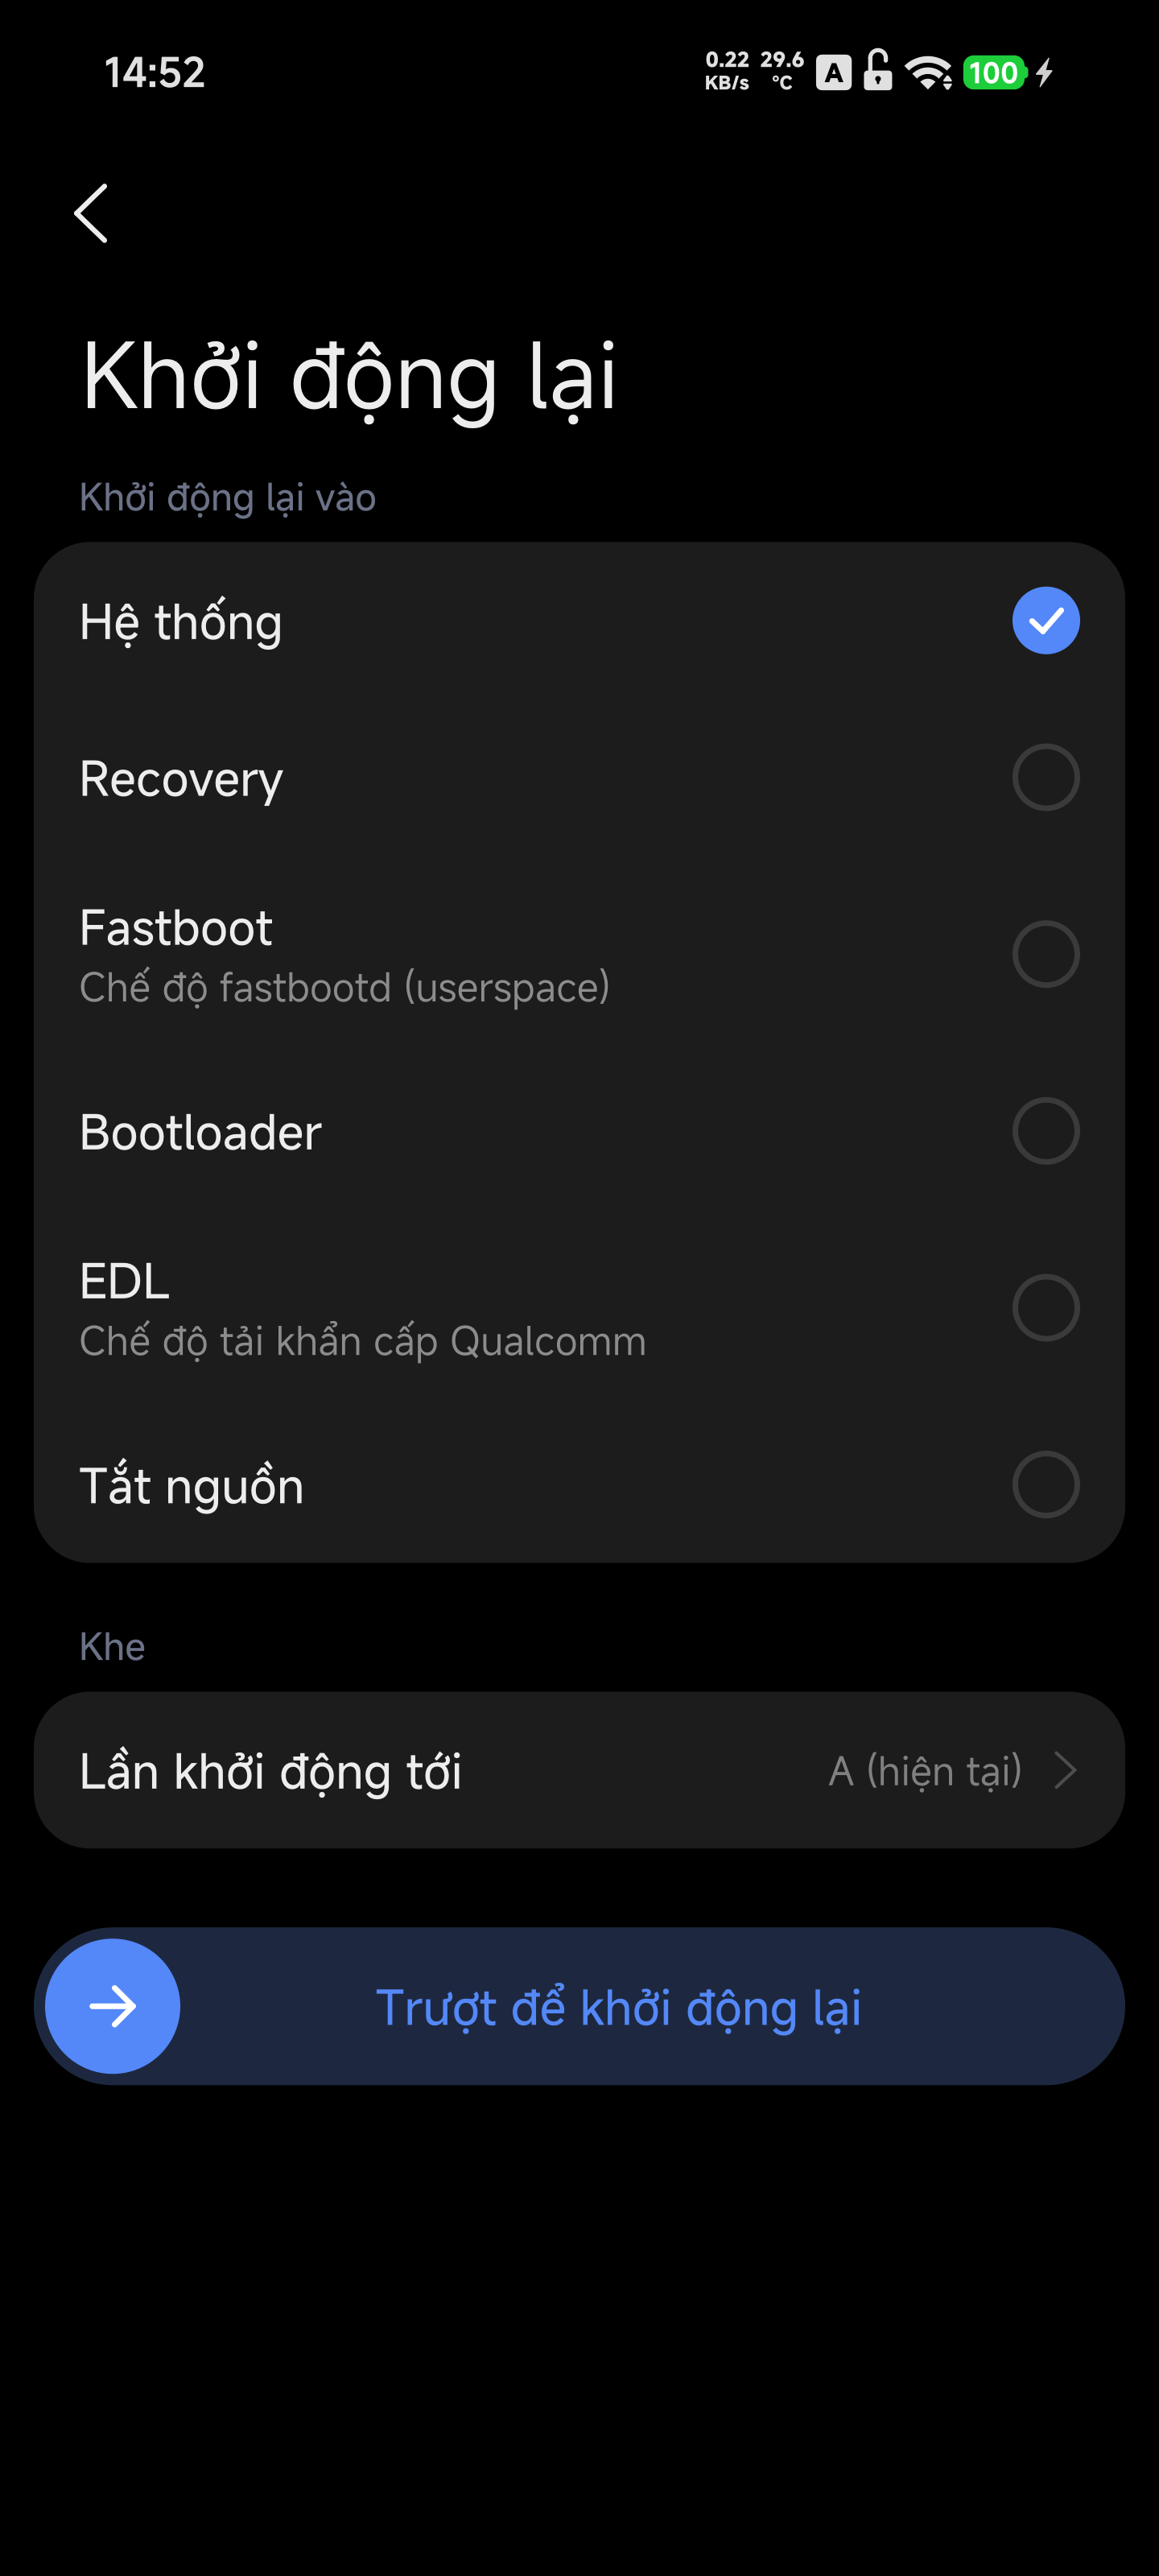 14:52
0.22 KB/s
29.6 °C
A
100
Khởi động lại
Khởi động lại vào
Hệ thống
Recovery
Fastboot
Chế độ fastbootd (userspace)
Bootloader
EDL
Chế độ tải khẩn cấp Qualcomm
Tắt nguồn
Khe
Lần khởi động tới
A (hiện tại)
Trượt để khởi động lại